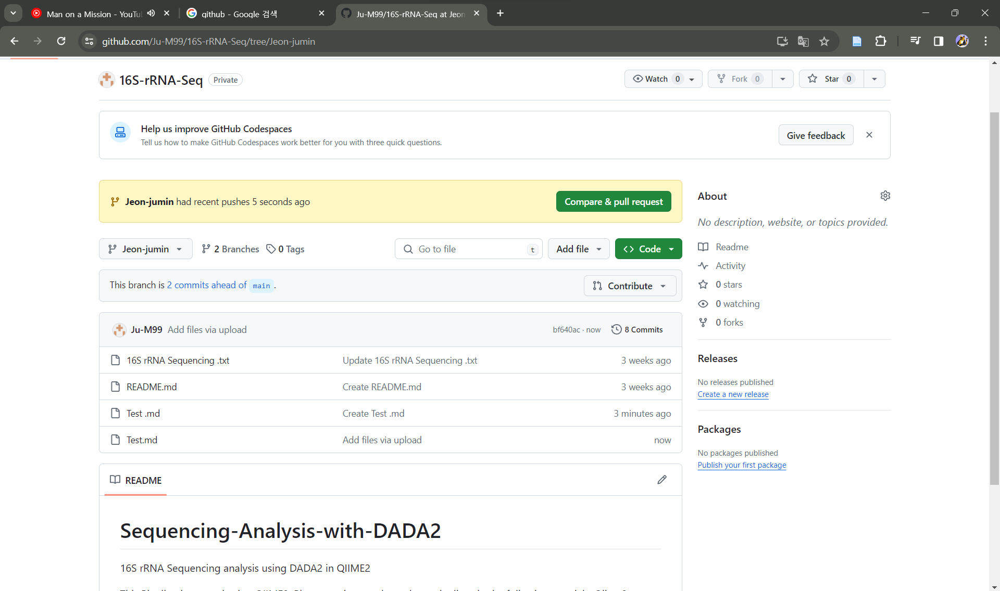 Man on a Mission - YouTu
github - Google 검색
Ju-M99/16S-rRNA-Seq at Jeon
github.com/Ju-M99/16S-rRNA-Seq/tree/Jeon-jumin
16S-rRNA-Seq Private
Watch 0
Fork 0
Star 0
Help us improve GitHub Codespaces
Tell us how to make GitHub Codespaces work better for you with three quick questions.
Give feedback
Jeon-jumin had recent pushes 5 seconds ago
Compare & pull request
Jeon-jumin
2 Branches
0 Tags
Go to file
t
Add file
Code
This branch is 2 commits ahead of main .
Contribute
Ju-M99 Add files via upload
bf640ac · now
8 Commits
16S rRNA Sequencing .txt Update 16S rRNA Sequencing .txt 3 weeks ago
README.md Create README.md 3 weeks ago
Test .md Create Test .md 3 minutes ago
Test.md Add files via upload now
README
Sequencing-Analysis-with-DADA2
16S rRNA Sequencing analysis using DADA2 in QIIME2
About
No description, website, or topics provided.
Readme
Activity
0 stars
0 watching
0 forks
Releases
No releases published
Create a new release
Packages
No packages published
Publish your first package